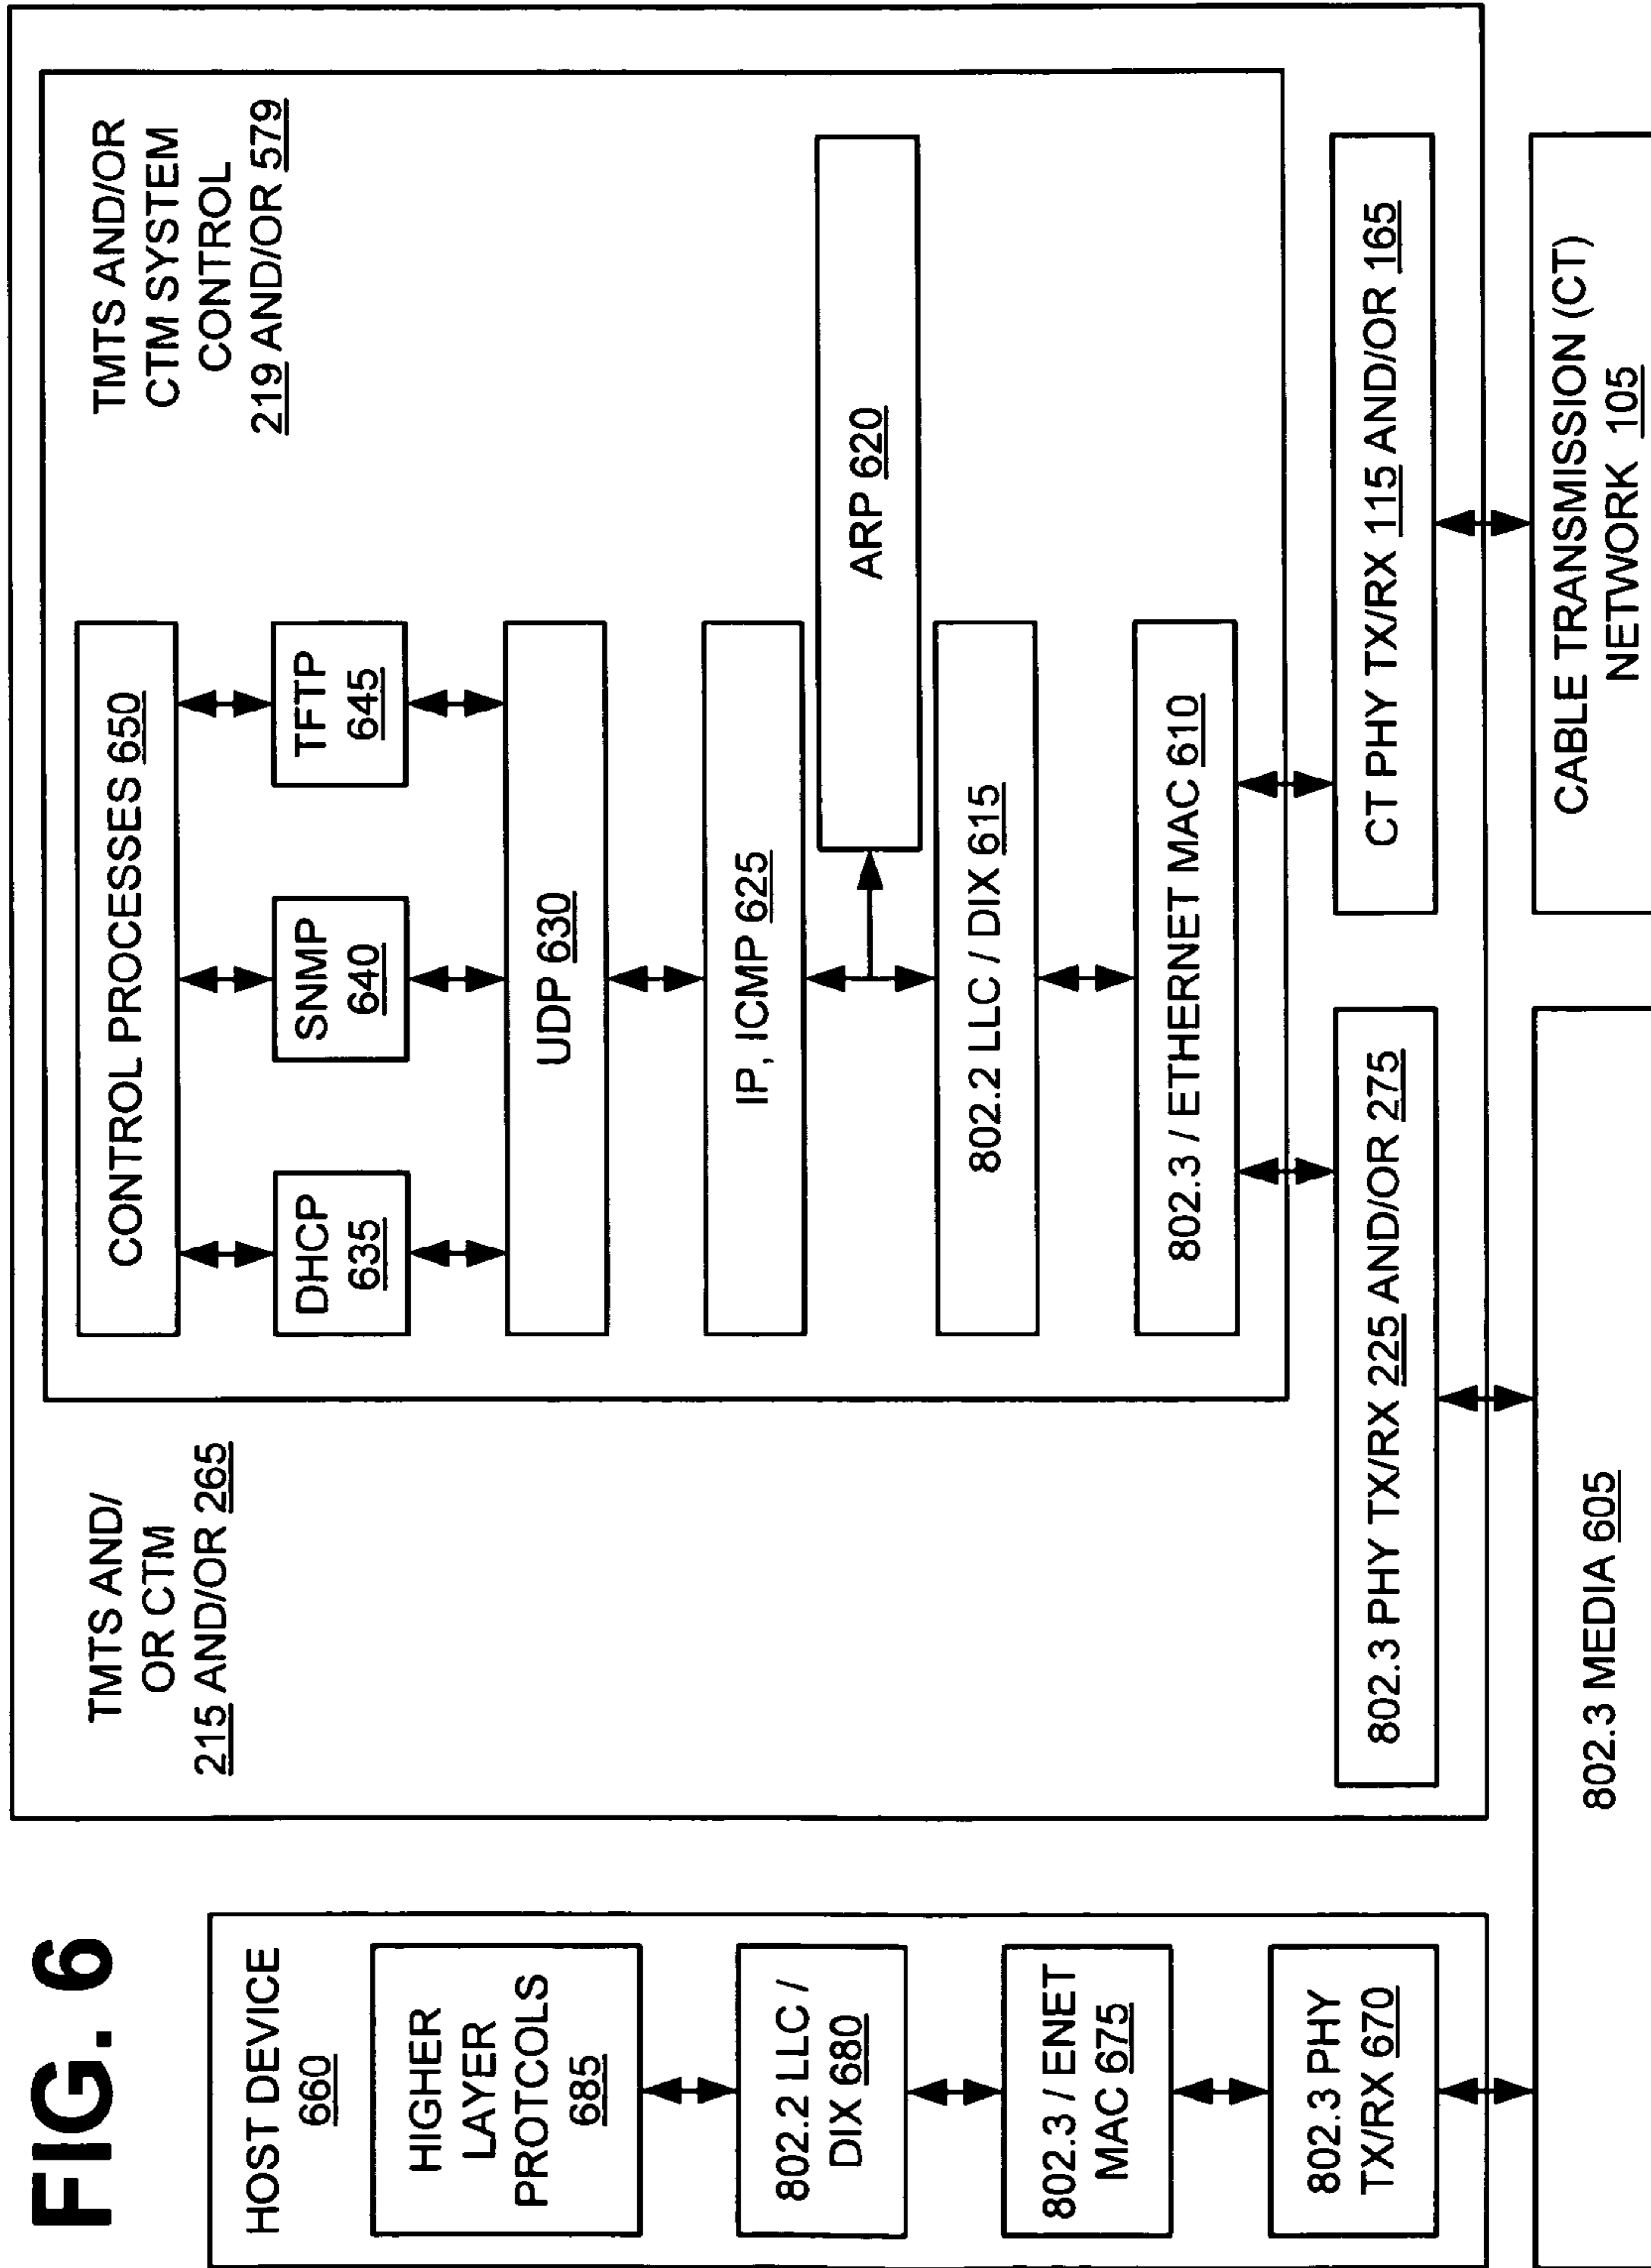 FIG. 6
HOST DEVICE
660
HIGHER
LAYER
PROTCOLS
685
802.2 LLC /
DIX 680
802.3 / ENET
MAC 675
802.3 PHY
TX/RX 670
TMTS AND/
OR CTM
215 AND/OR 265
TMTS AND/OR
CTM SYSTEM
CONTROL
219 AND/OR 579
CONTROL PROCESSES 650
DHCP
635
SNMP
640
TFTP
645
UDP 630
IP, ICMP 625
ARP 620
802.2 LLC / DIX 615
802.3 / ETHERNET MAC 610
802.3 PHY TX/RX 225 AND/OR 275
CT PHY TX/RX 115 AND/OR 165
802.3 MEDIA 605
CABLE TRANSMISSION (CT)
NETWORK 105